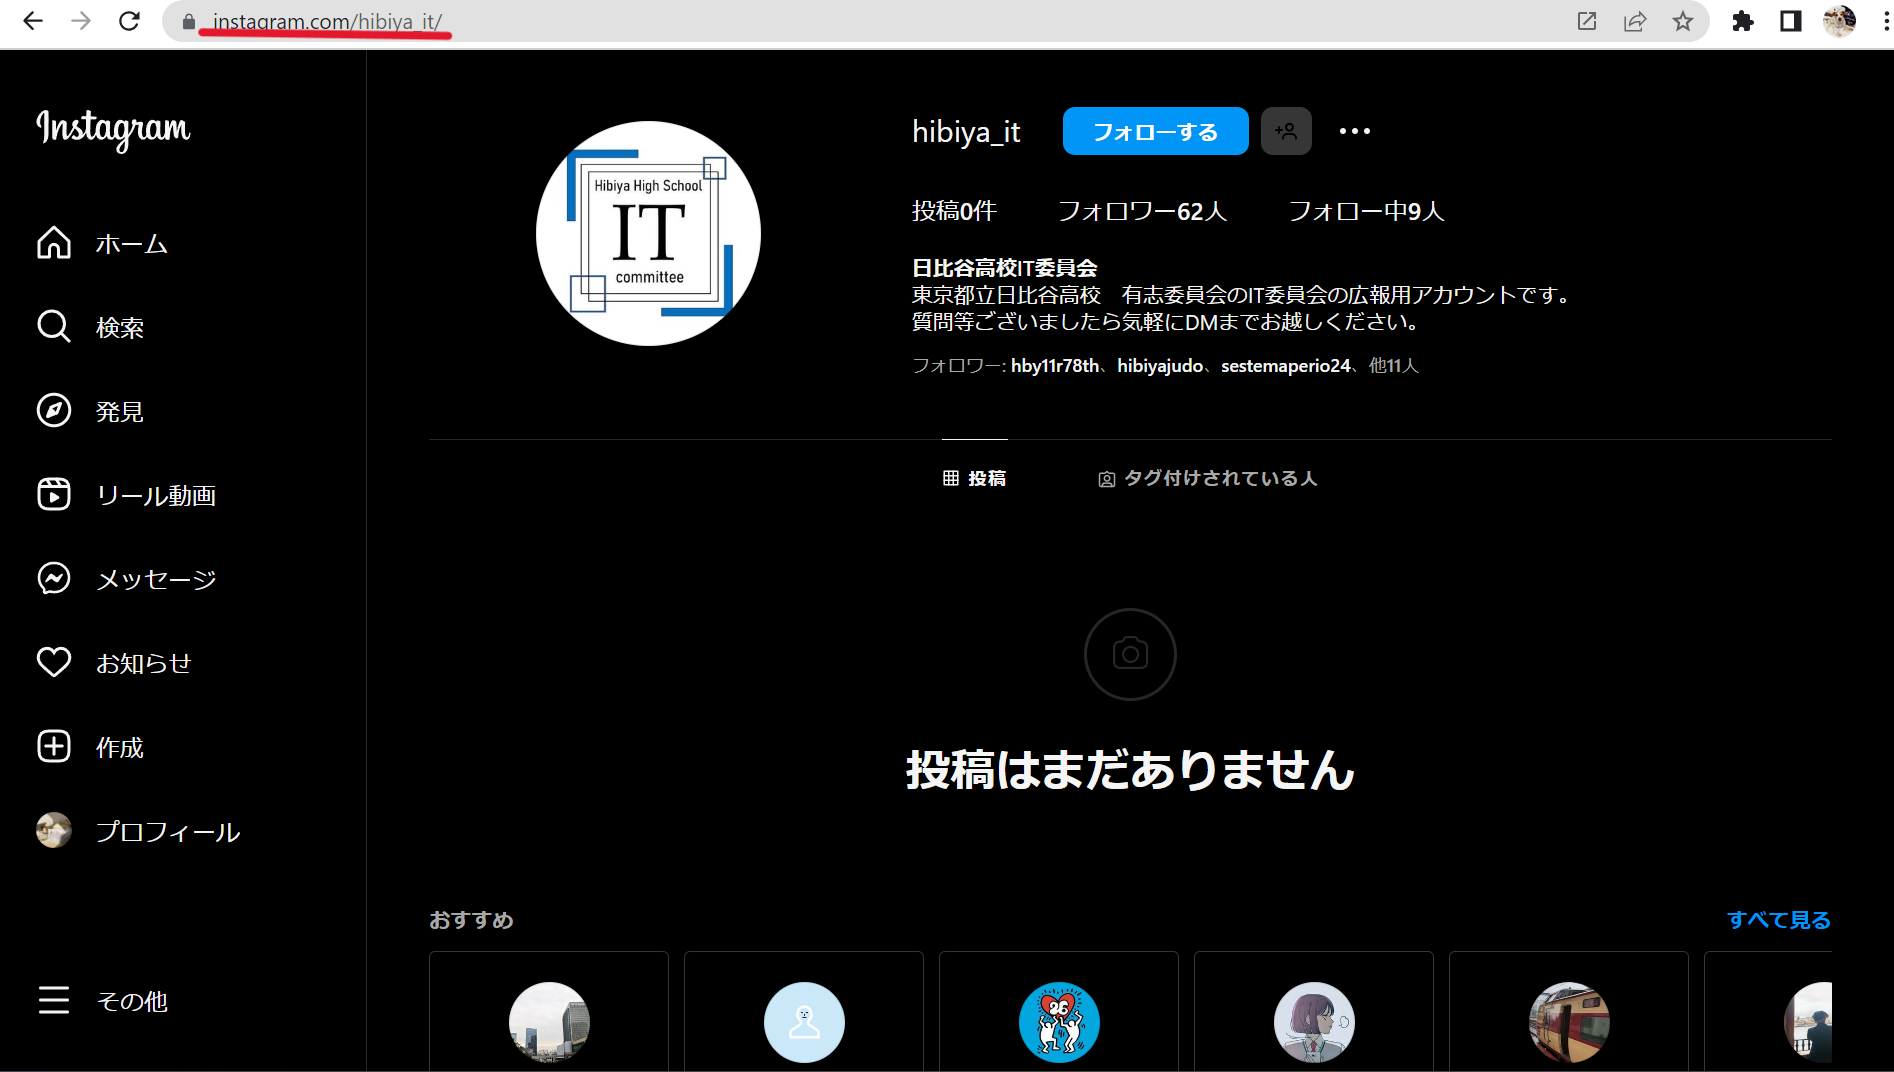 instagram.com/hibiya_it/
Instagram
ホーム
検索
発見
リール動画
メッセージ
お知らせ
作成
プロフィール
その他
Hibiya High School
IT
committee
hibiya_it
フォローする
投稿0件 フォロワー62人 フォロー中9人
日比谷高校IT委員会
東京都立日比谷高校　有志委員会のIT委員会の広報用アカウントです。
質問等ございましたら気軽にDMまでお越しください。
フォロワー: hby11r78th、hibiyajudo、sestemaperio24、他11人
投稿 タグ付けされている人
投稿はまだありません
おすすめ すべて見る
26